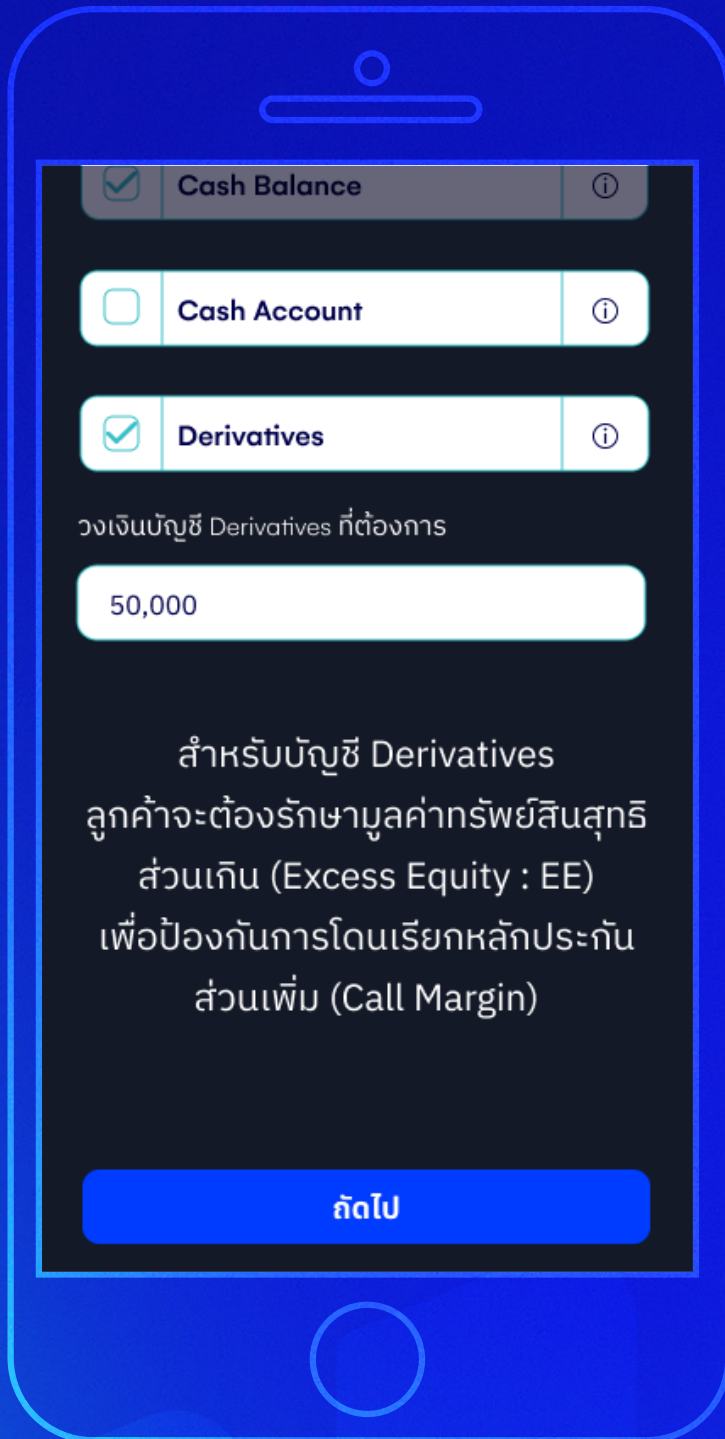 Cash Balance
Cash Account
Derivatives
วงเงินบัญชี Derivatives ที่ต้องการ
50,000
สำหรับบัญชี Derivatives
ลูกค้าจะต้องรักษามูลค่าทรัพย์สินสุทธิ
ส่วนเกิน (Excess Equity : EE)
เพื่อป้องกันการโดนเรียกหลักประกัน
ส่วนเพิ่ม (Call Margin)
ถัดไป